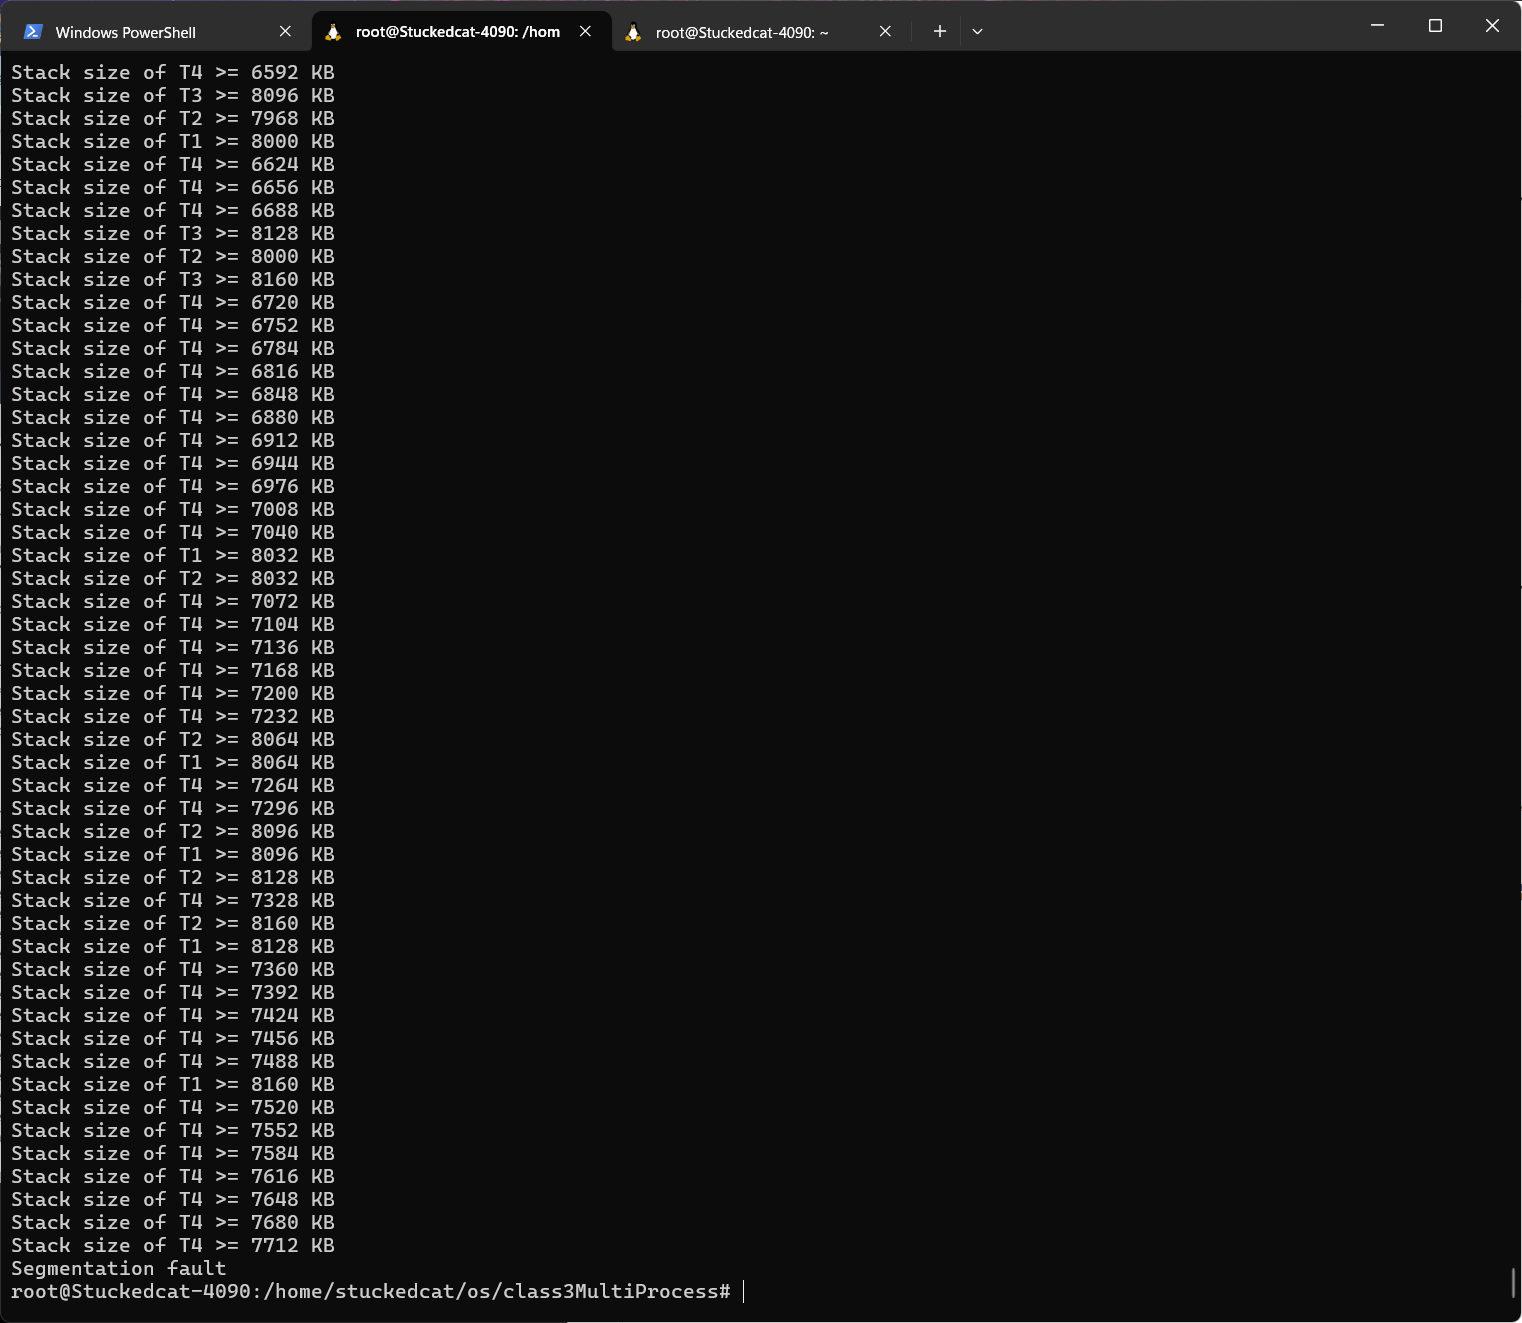 Windows PowerShell
root@Stuckedcat-4090: /hom
root@Stuckedcat-4090: ~
Stack size of T4 >= 6592 KB
Stack size of T3 >= 8096 KB
Stack size of T2 >= 7968 KB
Stack size of T1 >= 8000 KB
Stack size of T4 >= 6624 KB
Stack size of T4 >= 6656 KB
Stack size of T4 >= 6688 KB
Stack size of T3 >= 8128 KB
Stack size of T2 >= 8000 KB
Stack size of T3 >= 8160 KB
Stack size of T4 >= 6720 KB
Stack size of T4 >= 6752 KB
Stack size of T4 >= 6784 KB
Stack size of T4 >= 6816 KB
Stack size of T4 >= 6848 KB
Stack size of T4 >= 6880 KB
Stack size of T4 >= 6912 KB
Stack size of T4 >= 6944 KB
Stack size of T4 >= 6976 KB
Stack size of T4 >= 7008 KB
Stack size of T4 >= 7040 KB
Stack size of T1 >= 8032 KB
Stack size of T2 >= 8032 KB
Stack size of T4 >= 7072 KB
Stack size of T4 >= 7104 KB
Stack size of T4 >= 7136 KB
Stack size of T4 >= 7168 KB
Stack size of T4 >= 7200 KB
Stack size of T4 >= 7232 KB
Stack size of T2 >= 8064 KB
Stack size of T1 >= 8064 KB
Stack size of T4 >= 7264 KB
Stack size of T4 >= 7296 KB
Stack size of T2 >= 8096 KB
Stack size of T1 >= 8096 KB
Stack size of T2 >= 8128 KB
Stack size of T4 >= 7328 KB
Stack size of T2 >= 8160 KB
Stack size of T1 >= 8128 KB
Stack size of T4 >= 7360 KB
Stack size of T4 >= 7392 KB
Stack size of T4 >= 7424 KB
Stack size of T4 >= 7456 KB
Stack size of T4 >= 7488 KB
Stack size of T1 >= 8160 KB
Stack size of T4 >= 7520 KB
Stack size of T4 >= 7552 KB
Stack size of T4 >= 7584 KB
Stack size of T4 >= 7616 KB
Stack size of T4 >= 7648 KB
Stack size of T4 >= 7680 KB
Stack size of T4 >= 7712 KB
Segmentation fault
root@Stuckedcat-4090:/home/stuckedcat/os/class3MultiProcess#